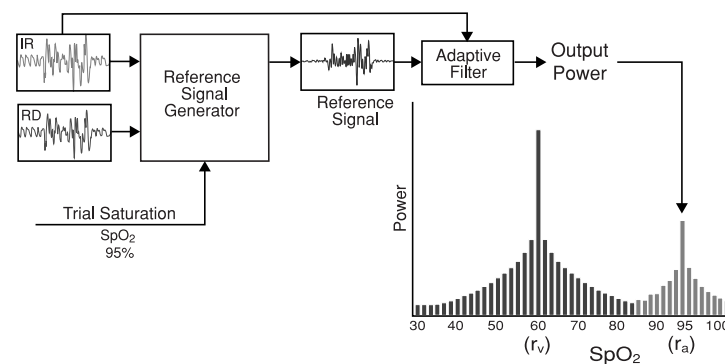 IR
RD
Reference
Signal
Generator
Reference
Signal
Adaptive
Filter
Output
Power
Trial Saturation
SpO₂
95%
Power
30 40 50 60 70 80 90 95 100
(rᵥ) (rₐ)
SpO₂